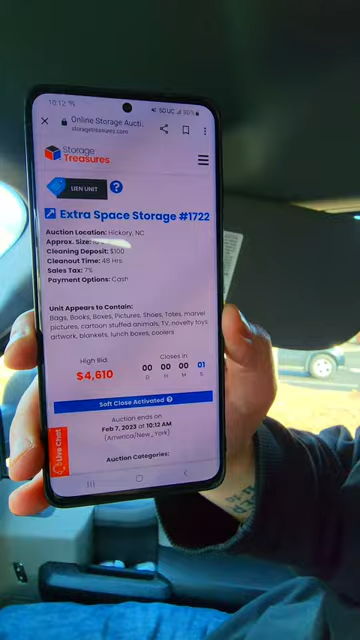 10:12
5G UC 86%
Online Storage Aucti..
storagetreasures.com
Storage
Treasures
LIEN UNIT ?
Extra Space Storage #1722
Auction Location: Hickory, NC
Approx. Size:
Cleaning Deposit: $100
Cleanout Time: 48 Hrs.
Sales Tax: 7%
Payment Options: Cash
Unit Appears to Contain:
Bags, Books, Boxes, Pictures, Shoes, Totes, marvel
pictures, cartoon stuffed animals, TV, novelty toys
artwork, blankets, lunch boxes, coolers
High Bid:
$4,610
Closes in
00 00 00 01
D H M S
Soft Close Activated ?
Auction ends on
Feb 7, 2023 at 10:12 AM
(America/New_York)
Live Chat
Auction Categories: